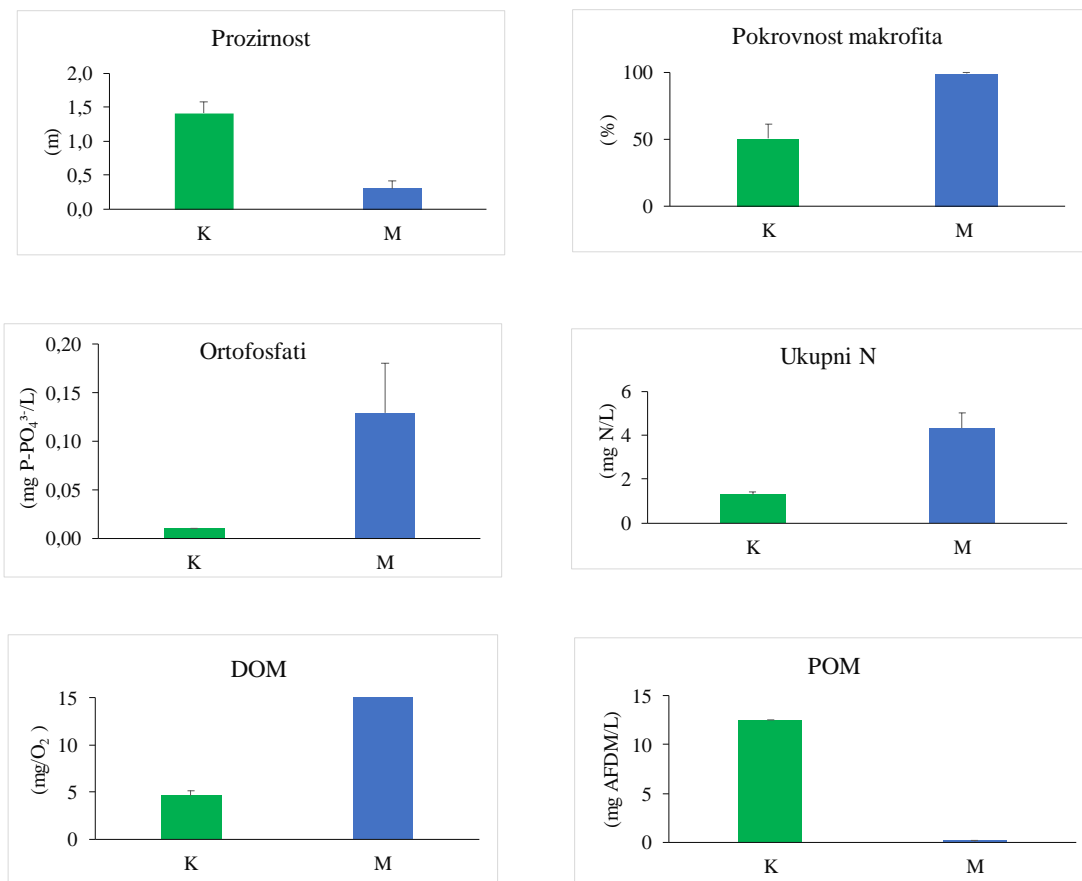 Prozirnost
2,0
1,5
1,0
0,5
0,0
(m)
K M
Pokrovnost makrofita
100
50
0
(%)
K M
Ortofosfati
0,20
0,15
0,10
0,05
0,00
(mg P-PO₄³⁻/L)
K M
Ukupni N
6
4
2
0
(mg N/L)
K M
DOM
15
10
5
0
(mg/O₂ )
K M
POM
15
10
5
0
(mg AFDM/L)
K M